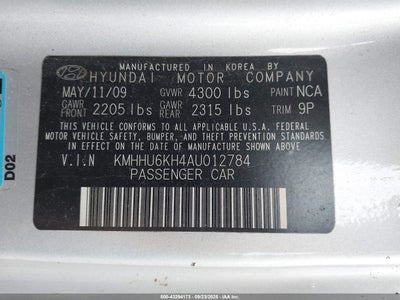 MANUFACTURED IN KOREA BY
HYUNDAI MOTOR COMPANY
MAY/11/09 GVWR 4300 lbs PAINT NCA
GAWR FRONT 2205 lbs GAWR REAR 2315 lbs TRIM 9P
THIS VEHICLE CONFORMS TO ALL APPLICABLE U.S. FEDERAL
MOTOR VEHICLE SAFETY, BUMPER, AND THEFT PREVENTION
STANDARDS IN EFFECT ON THE DATE OF MANUFACTURE SHOWN ABOVE.
V.I.N KMHHU6KH4AU012784
PASSENGER CAR
D02
600-43294173 - 09/23/2025 - IAA